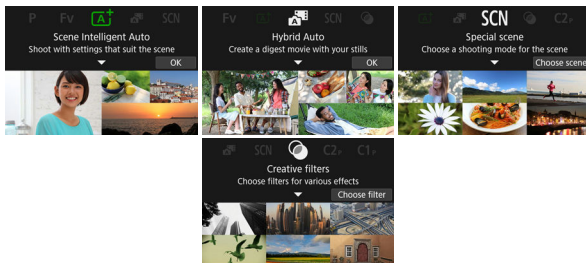 P Fv A+ SCN
Scene Intelligent Auto
Shoot with settings that suit the scene
OK
Fv A+ SCN
Hybrid Auto
Create a digest movie with your stills
OK
A+ SCN C2
Special scene
Choose a shooting mode for the scene
Choose scene
SCN C2 C1
Creative filters
Choose filters for various effects
Choose filter